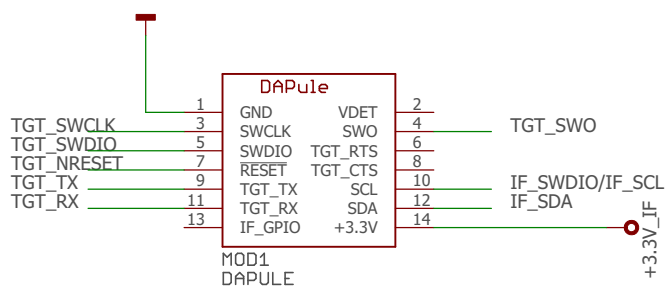 DAPule
1 GND VDET 2
TGT_SWCLK 3 SWCLK SWO 4 TGT_SWO
TGT_SWDIO 5 SWDIO TGT_RTS 6
TGT_NRESET 7 RESET TGT_CTS 8
TGT_TX 9 TGT_TX SCL 10 IF_SWDIO/IF_SCL
TGT_RX 11 TGT_RX SDA 12 IF_SDA
13 IF_GPIO +3.3V 14
+3.3V_IF
MOD1
DAPULE